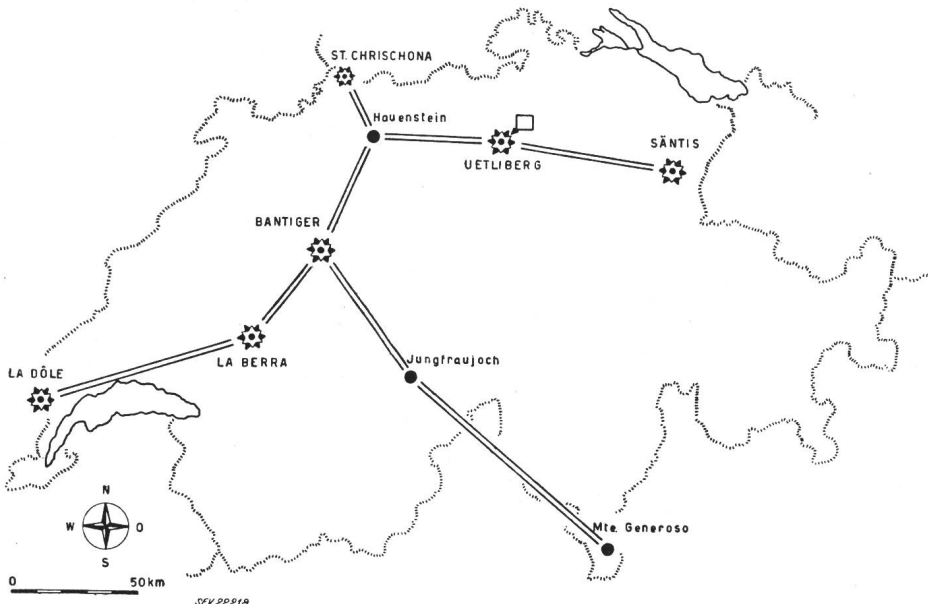 ST. CHRISCHONA
Hauenstein
UETLIBERG
SÄNTIS
BANTIGER
LA BERRA
LA DÔLE
Jungfraujoch
Mte. Generoso
N
W O
S
0 50km